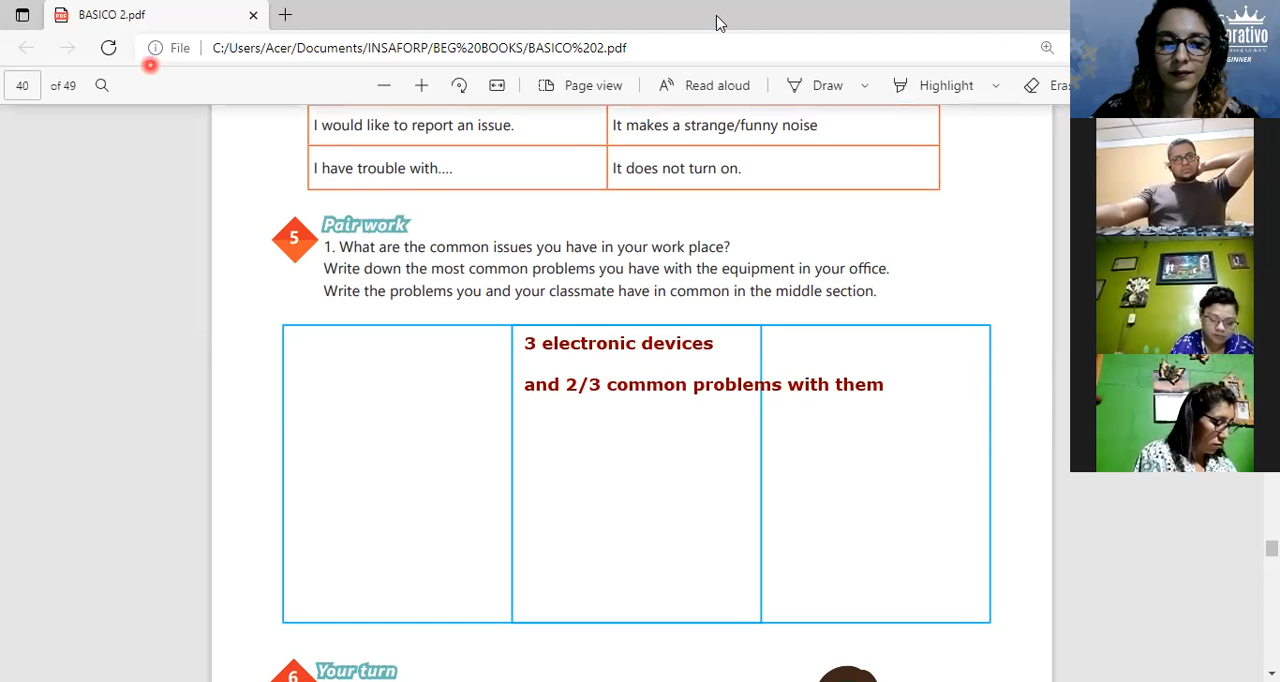 BASICO 2.pdf
File
C:/Users/Acer/Documents/INSAFORP/BEG%20BOOKS/BASICO%202.pdf
40 of 49
Page view
Read aloud
Draw
Highlight
Eras
orativo
GINNER
I would like to report an issue.
It makes a strange/funny noise
I have trouble with....
It does not turn on.
5
Pair work
1. What are the common issues you have in your work place?
Write down the most common problems you have with the equipment in your office.
Write the problems you and your classmate have in common in the middle section.
3 electronic devices
and 2/3 common problems with them
6
Your turn